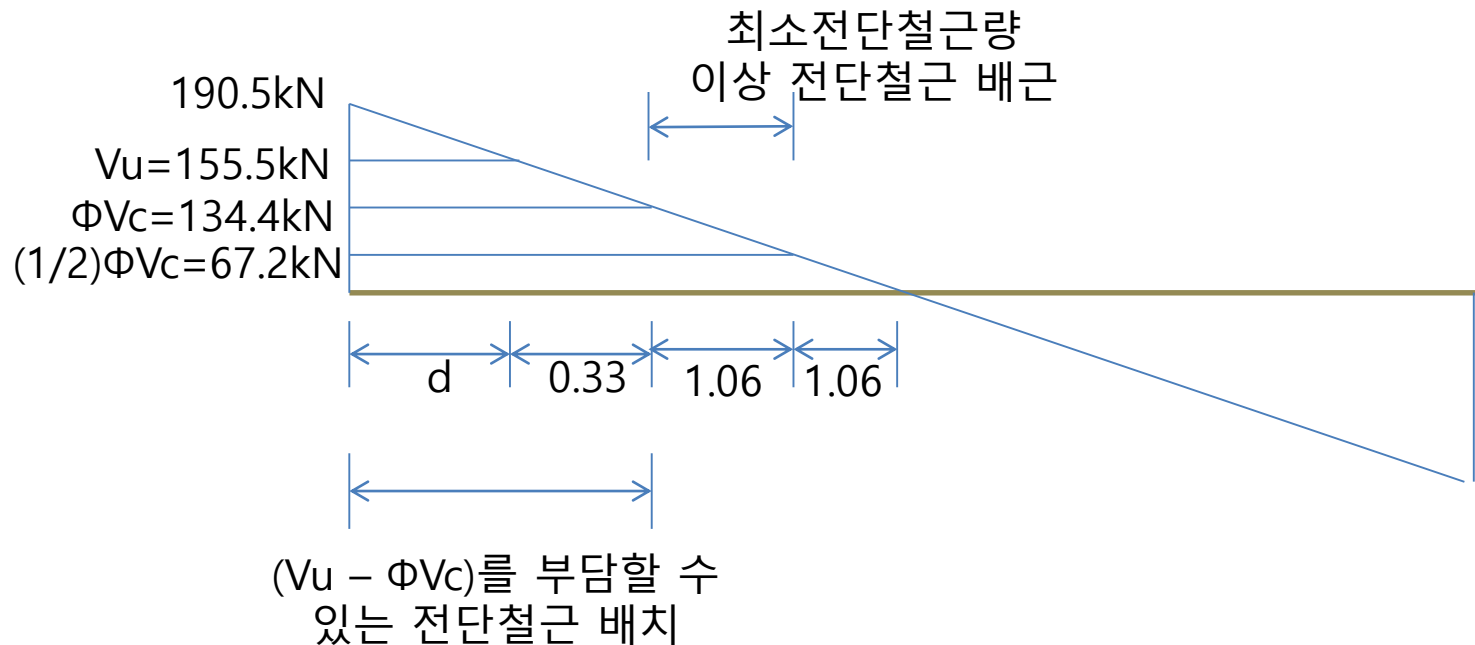 최소전단철근량
이상 전단철근 배근
190.5kN
Vu=155.5kN
ΦVc=134.4kN
(1/2)ΦVc=67.2kN
d
0.33
1.06
1.06
(Vu – ΦVc)를 부담할 수
있는 전단철근 배치